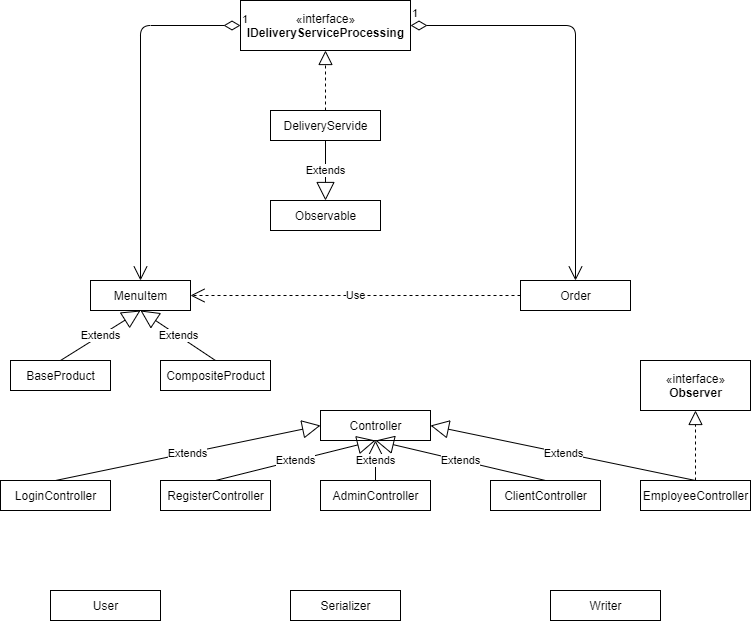 1
«interface»
IDeliveryServiceProcessing
1
DeliveryServide
Extends
Observable
MenuItem
Use
Order
Extends
Extends
BaseProduct
CompositeProduct
«interface»
Observer
Controller
Extends
Extends
Extends
Extends
Extends
LoginController
RegisterController
AdminController
ClientController
EmployeeController
User
Serializer
Writer